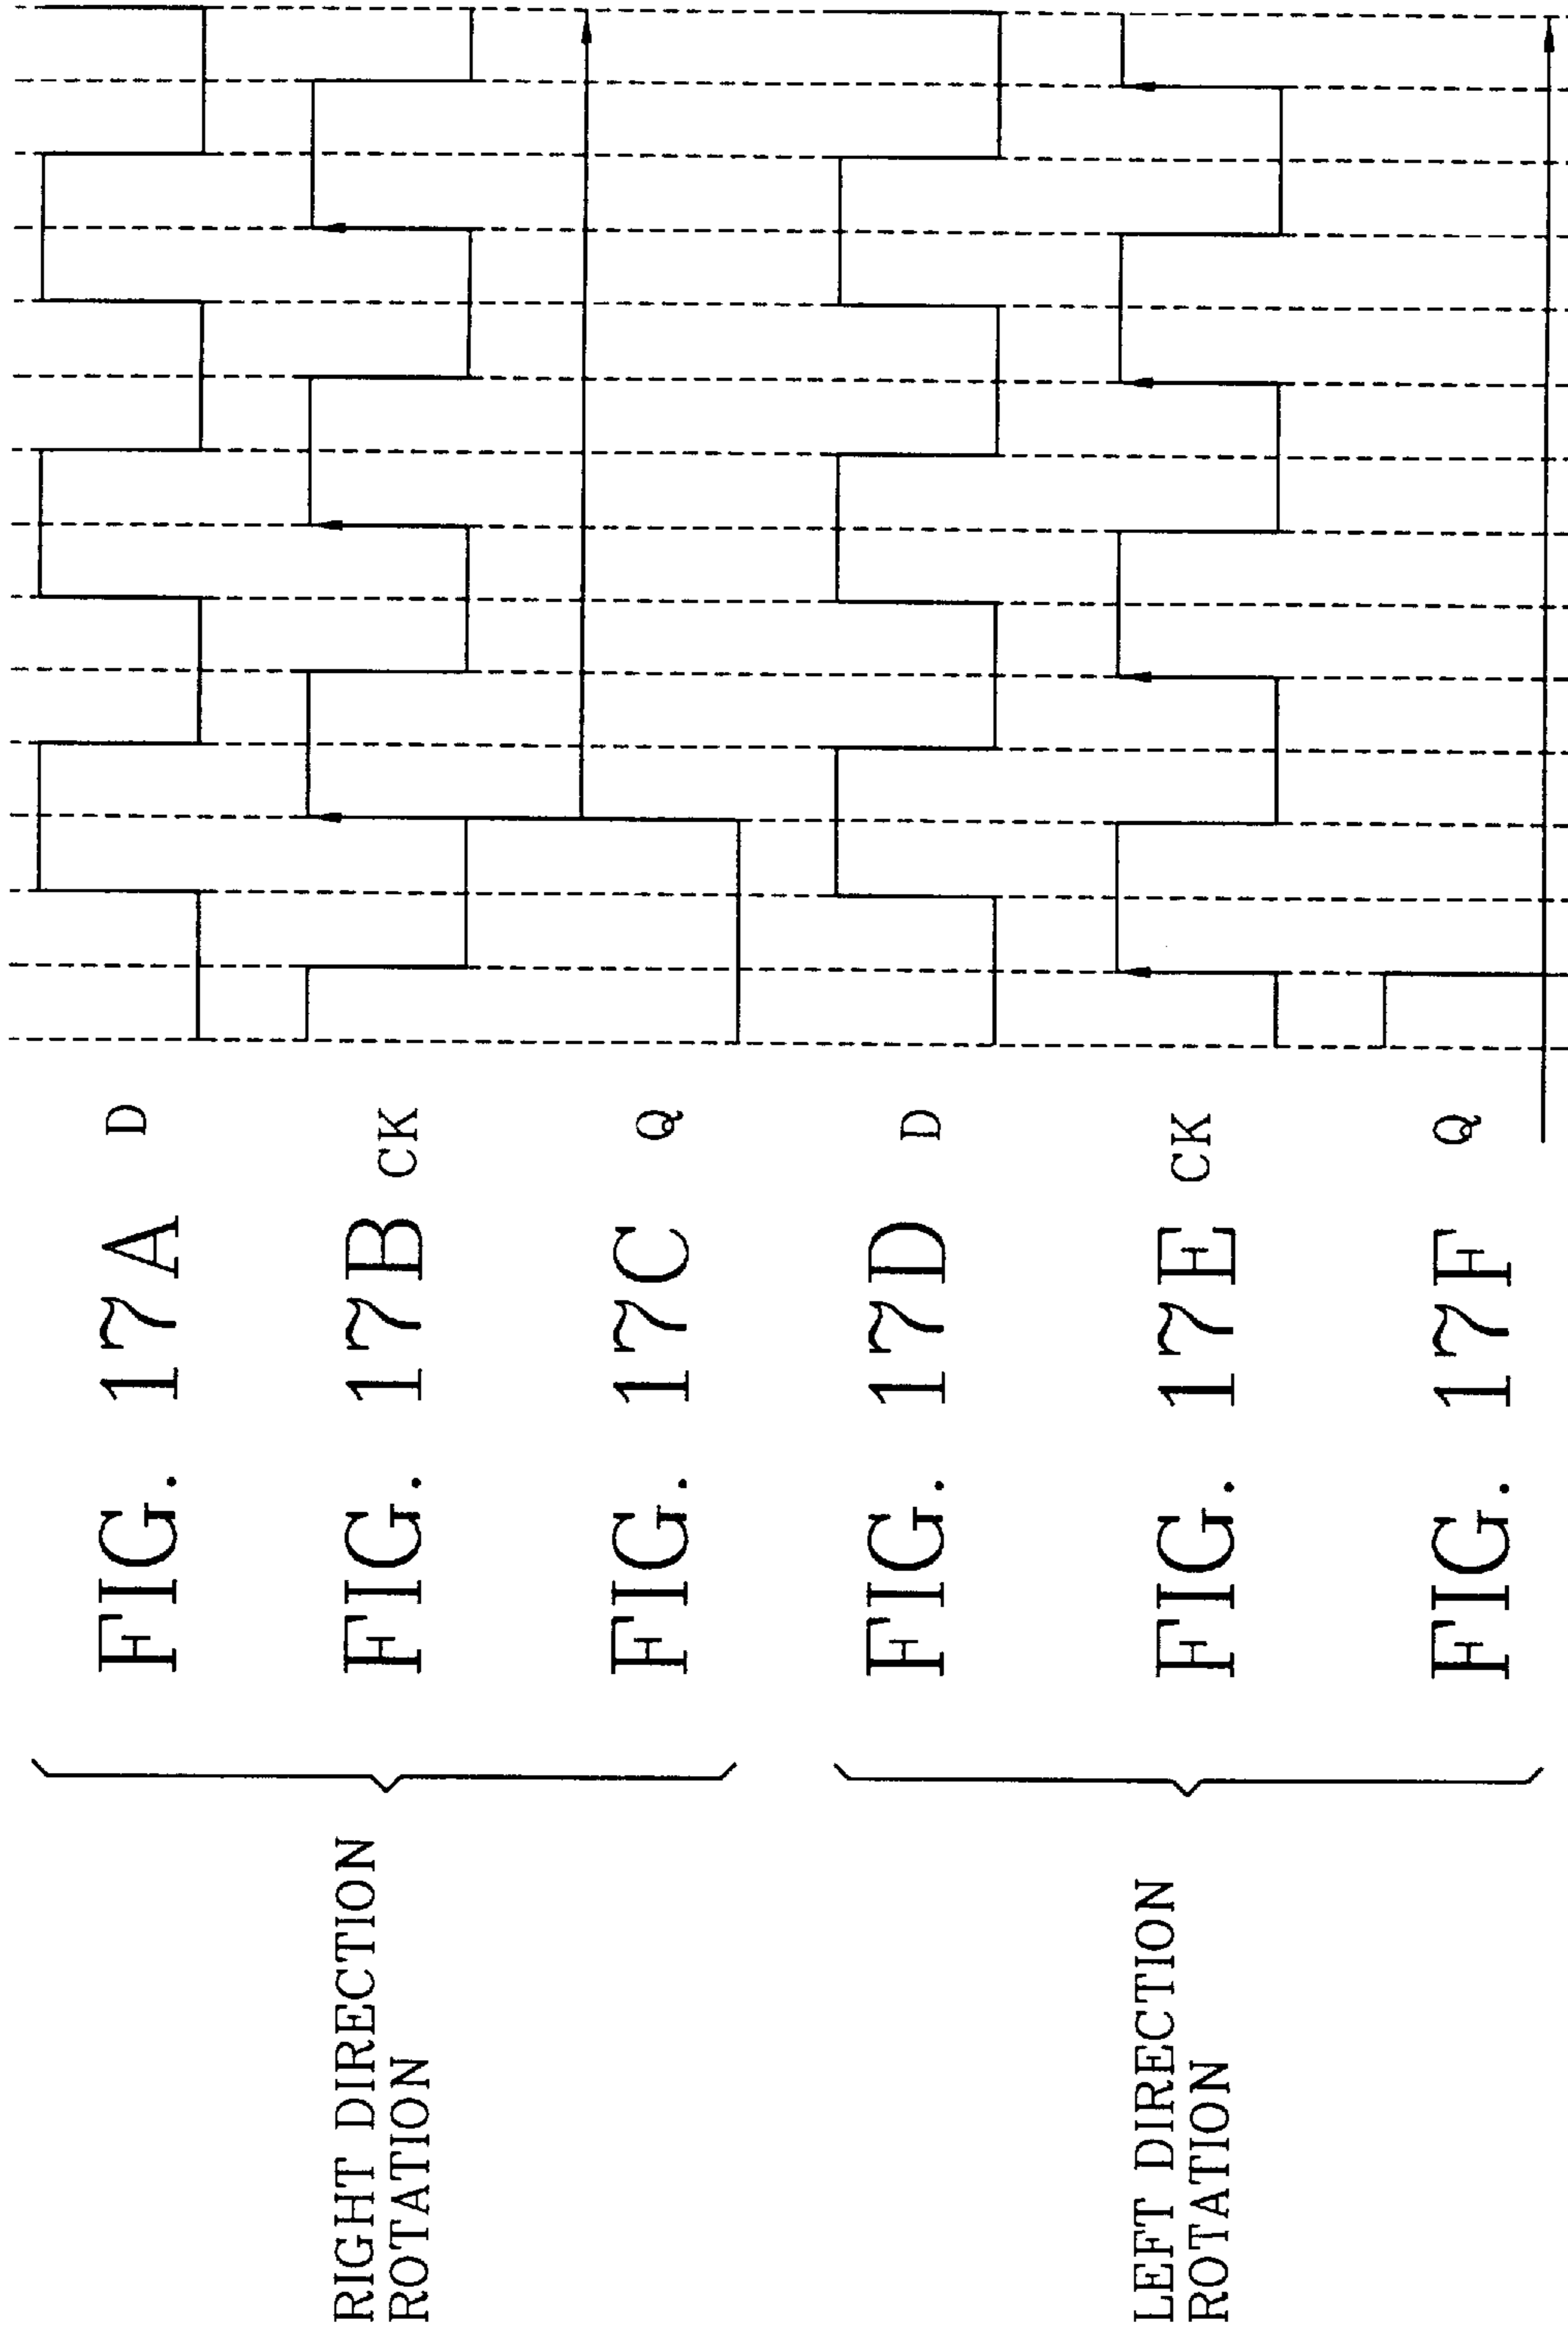 RIGHT DIRECTION
ROTATION
FIG. 17A D
FIG. 17B CK
FIG. 17C Q
LEFT DIRECTION
ROTATION
FIG. 17D D
FIG. 17E CK
FIG. 17F Q